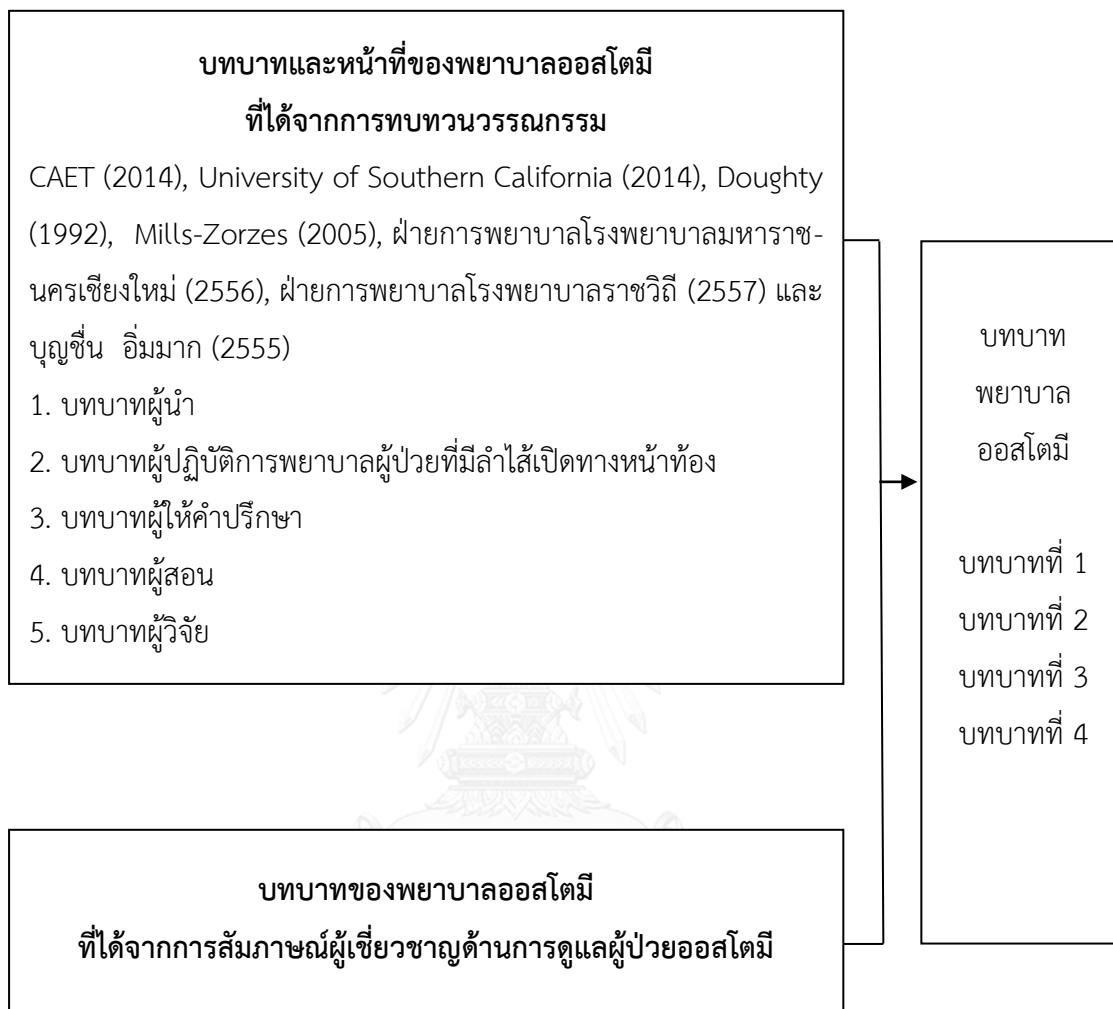 บทบาทและหน้าที่ของพยาบาลออสโตมี
ที่ได้จากการทบทวนวรรณกรรม
CAET (2014), University of Southern California (2014), Doughty
(1992), Mills-Zorzes (2005), ฝ่ายการพยาบาลโรงพยาบาลมหาราช-
นครเชียงใหม่ (2556), ฝ่ายการพยาบาลโรงพยาบาลราชวิถี (2557) และ
บุญชื่น อิ่มมาก (2555)
1. บทบาทผู้นำ
2. บทบาทผู้ปฏิบัติการพยาบาลผู้ป่วยที่มีลำไส้เปิดทางหน้าท้อง
3. บทบาทผู้ให้คำปรึกษา
4. บทบาทผู้สอน
5. บทบาทผู้วิจัย
บทบาทของพยาบาลออสโตมี
ที่ได้จากการสัมภาษณ์ผู้เชี่ยวชาญด้านการดูแลผู้ป่วยออสโตมี
บทบาท
พยาบาล
ออสโตมี
บทบาทที่ 1
บทบาทที่ 2
บทบาทที่ 3
บทบาทที่ 4